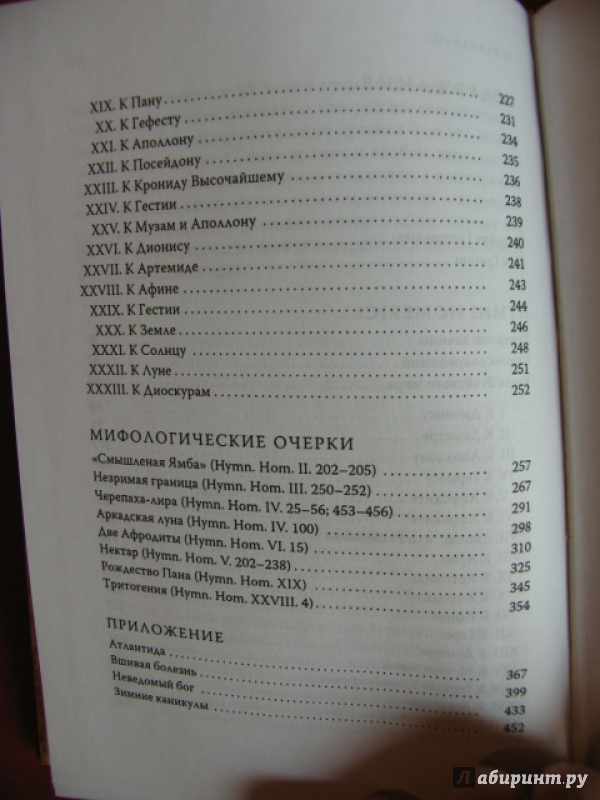 XIX. К Пану 227
XX. К Гефесту 231
XXI. К Аполлону 234
XXII. К Посейдону 235
XXIII. К Крониду Высочайшему 236
XXIV. К Гестии 238
XXV. К Музам и Аполлону 239
XXVI. К Дионису 240
XXVII. К Артемиде 241
XXVIII. К Афине 243
XXIX. К Гестии 244
XXX. К Земле 246
XXXI. К Солнцу 248
XXXII. К Луне 251
XXXIII. К Диоскурам 252
МИФОЛОГИЧЕСКИЕ ОЧЕРКИ
«Смышленая Ямба» (Hymn. Hom. II. 202–205) 257
Незримая граница (Hymn. Hom. III. 250–252) 267
Черепаха-лира (Hymn. Hom. IV. 25–56; 453–456) 291
Аркадская луна (Hymn. Hom. IV. 100) 298
Две Афродиты (Hymn. Hom. VI. 15) 310
Нектар (Hymn. Hom. V. 202–238) 325
Рождество Пана (Hymn. Hom. XIX) 345
Тритогения (Hymn. Hom. XXVIII. 4) 354
ПРИЛОЖЕНИЕ
Атлантида 367
Вшивая болезнь 399
Неведомый бог 433
Зимние каникулы 452
лабиринт.ру